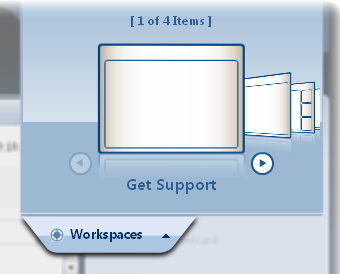 [ 1 of 4 Items ]
Get Support
Workspaces